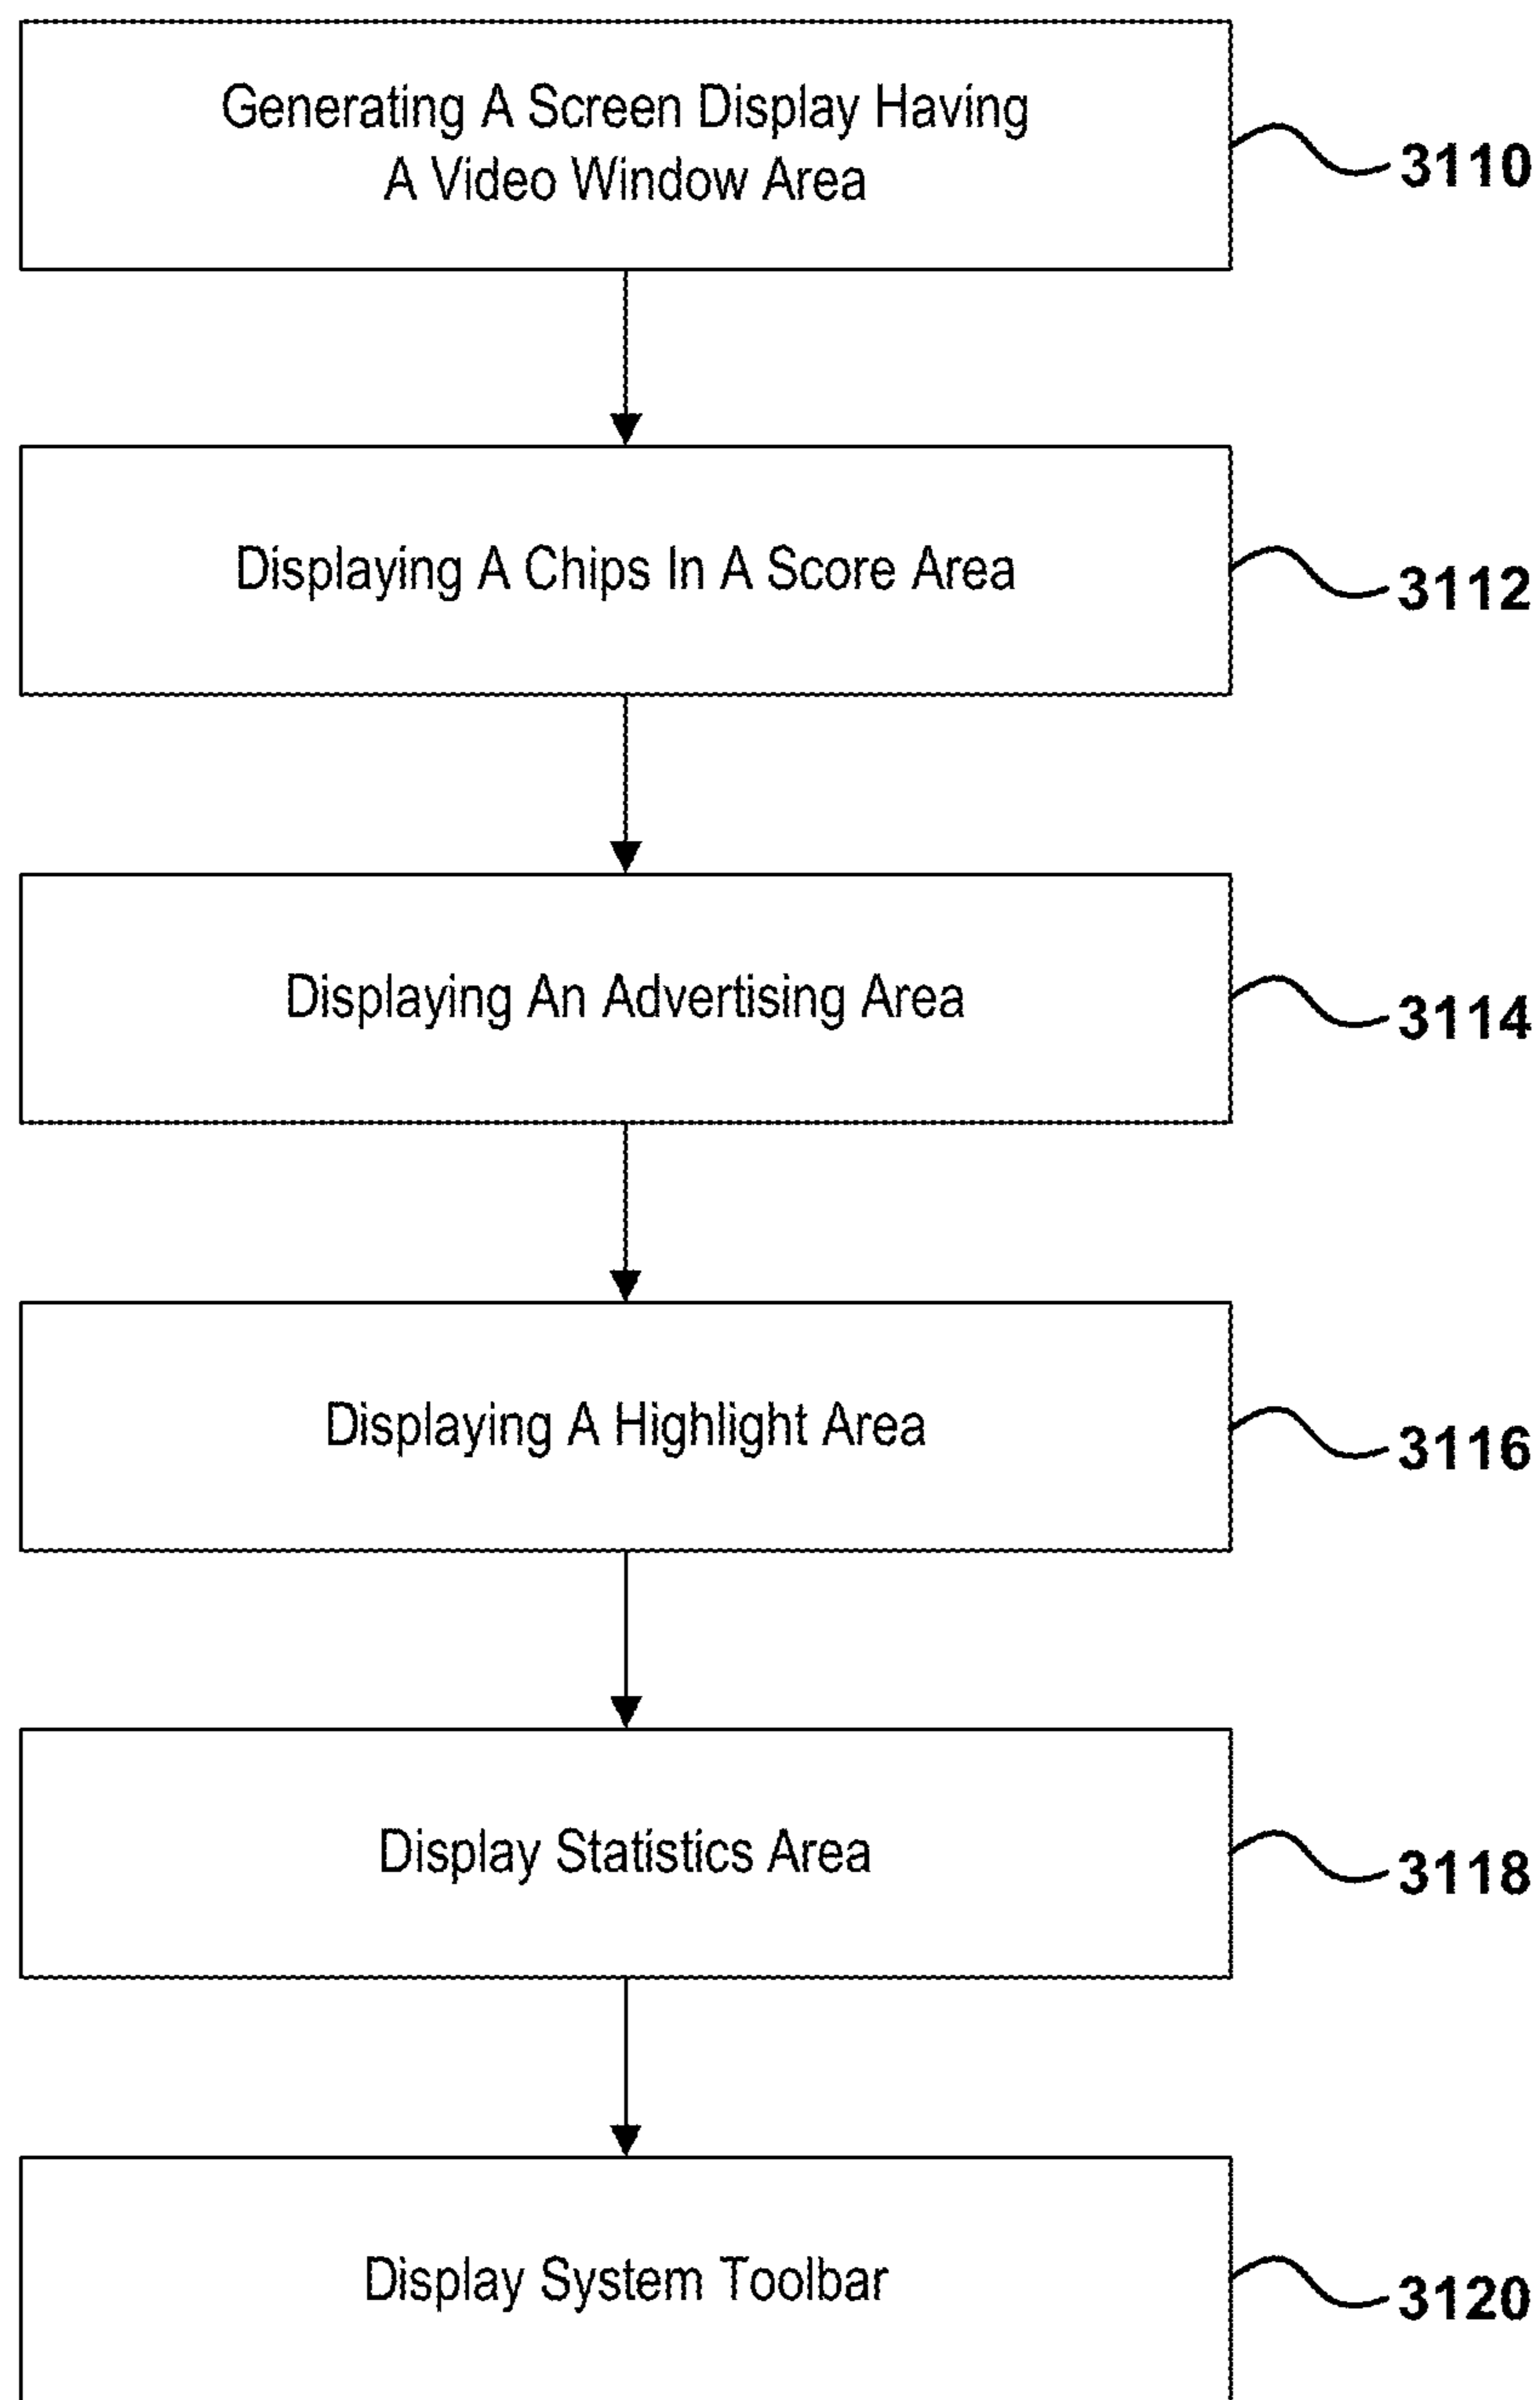 Generating A Screen Display Having
A Video Window Area
3110
Displaying A Chips In A Score Area
3112
Displaying An Advertising Area
3114
Displaying A Highlight Area
3116
Display Statistics Area
3118
Display System Toolbar
3120